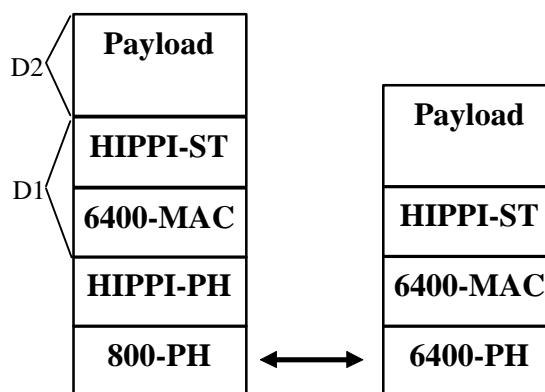 D2
Payload
HIPPI-ST
D1
6400-MAC
HIPPI-PH
800-PH
Payload
HIPPI-ST
6400-MAC
6400-PH